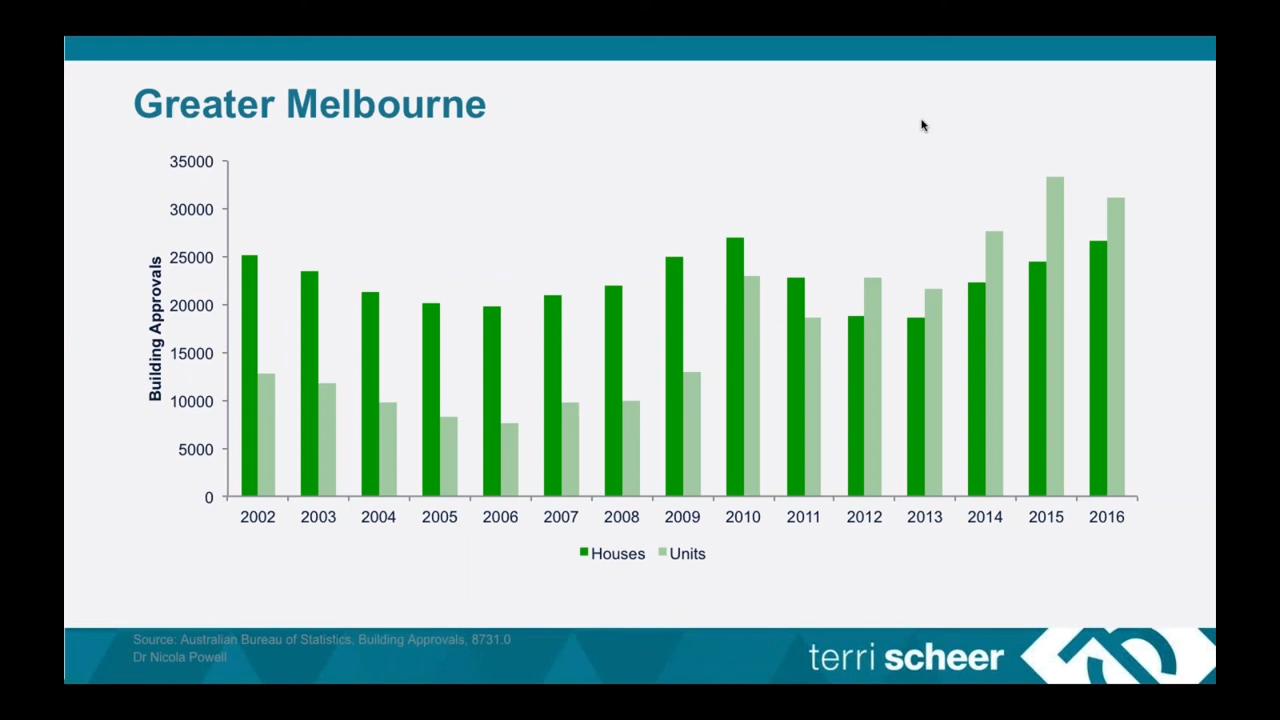 Greater Melbourne
35000
30000
25000
20000
15000
10000
5000
0
Building Approvals
2002 2003 2004 2005 2006 2007 2008 2009 2010 2011 2012 2013 2014 2015 2016
Houses Units
Source: Australian Bureau of Statistics, Building Approvals, 8731.0
Dr Nicola Powell
terri scheer